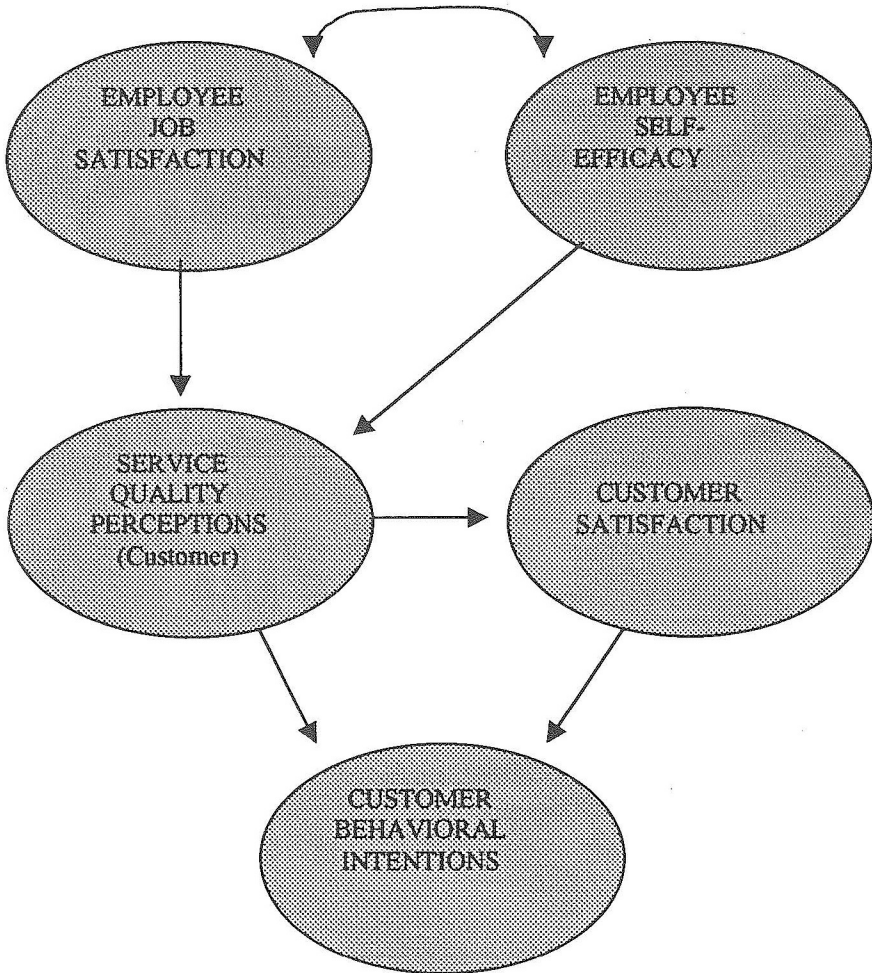 EMPLOYEE
JOB
SATISFACTION
EMPLOYEE
SELF-
EFFICACY
SERVICE
QUALITY
PERCEPTIONS
(Customer)
CUSTOMER
SATISFACTION
CUSTOMER
BEHAVIORAL
INTENTIONS